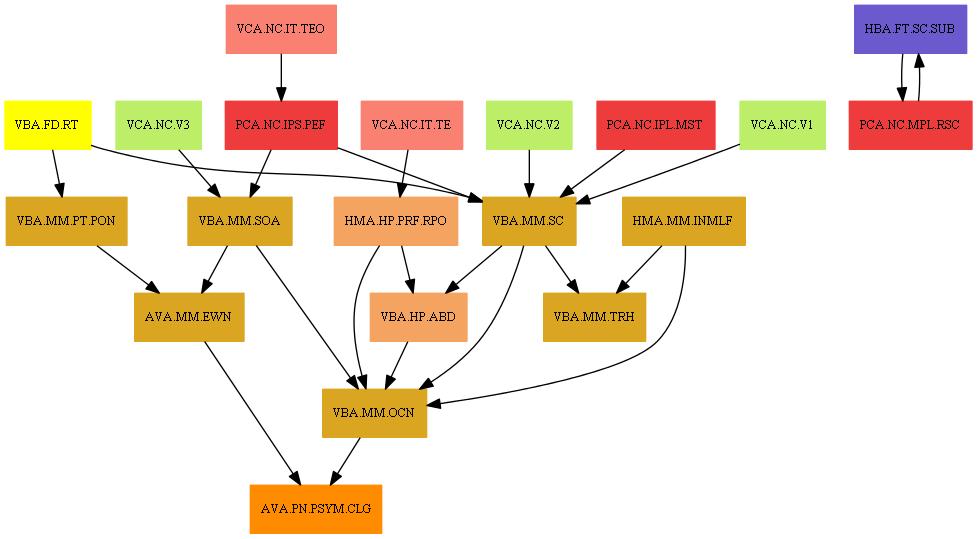 VCA.NC.IT.TEO
HBA.FT.SC.SUB
VBA.FD.RT
VCA.NC.V3
PCA.NC.IPS.PEF
VCA.NC.IT.TE
VCA.NC.V2
PCA.NC.IPL.MST
VCA.NC.V1
PCA.NC.MPL.RSC
VBA.MM.PT.PON
VBA.MM.SOA
HMA.HP.PRF.RPO
VBA.MM.SC
HMA.MM.INMLF
AVA.MM.EWN
VBA.HP.ABD
VBA.MM.TRH
VBA.MM.OCN
AVA.PN.PSYM.CLG